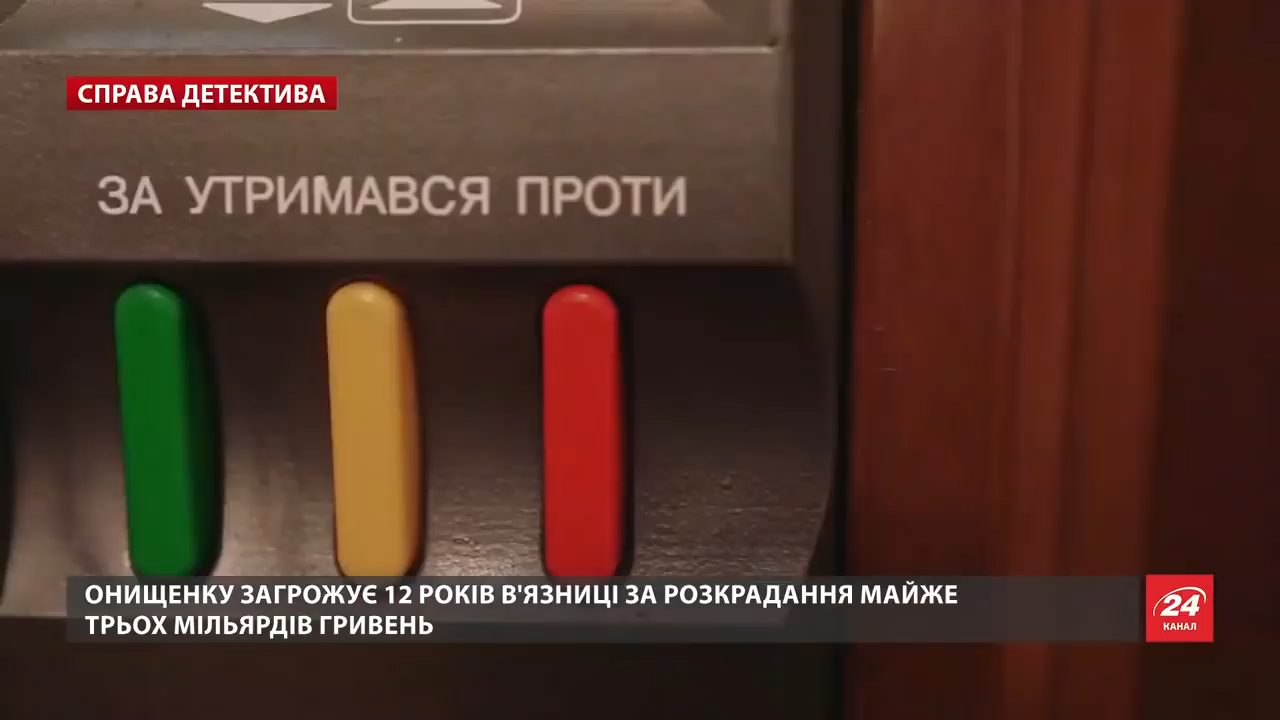 СПРАВА ДЕТЕКТИВА
ЗА УТРИМАВСЯ ПРОТИ
ОНИЩЕНКУ ЗАГРОЖУЄ 12 РОКІВ В'ЯЗНИЦІ ЗА РОЗКРАДАННЯ МАЙЖЕ
ТРЬОХ МІЛЬЯРДІВ ГРИВЕНЬ
24
КАНАЛ